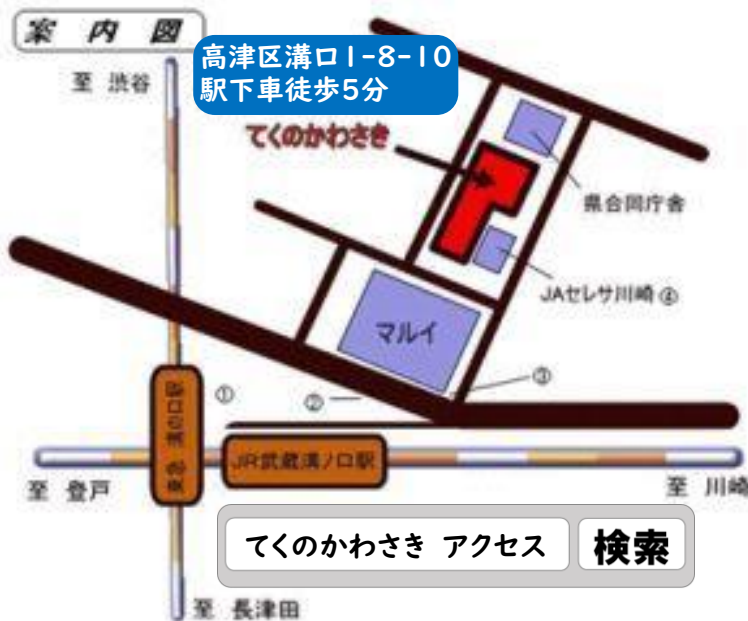 案内図
高津区溝口1-8-10
駅下車徒歩5分
至 渋谷
てくのかわさき
県合同庁舎
JAセレサ川崎④
マルイ
③
①
②
東急 溝の口駅
JR武蔵溝ノ口駅
至 登戸
至 川崎
てくのかわさき アクセス 検索
至 長津田